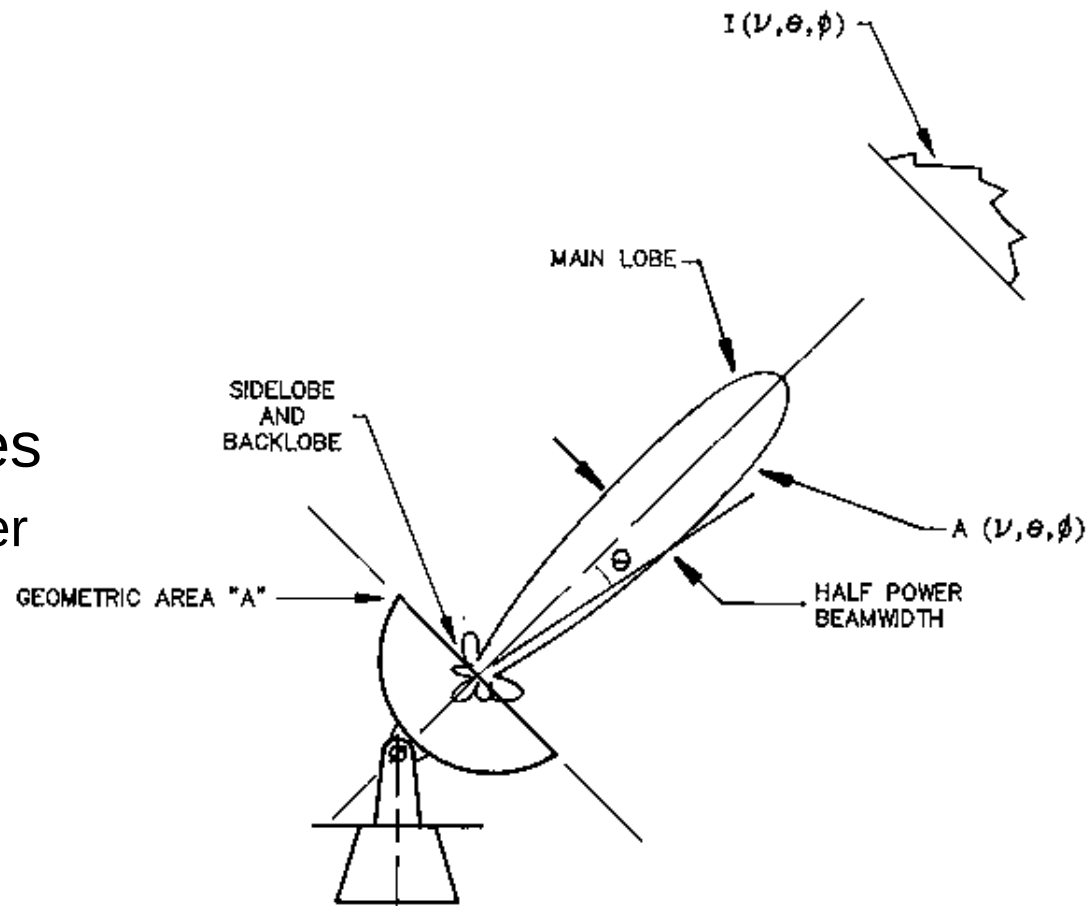 I(ν,θ,ϕ)
MAIN LOBE
SIDELOBE
AND
BACKLOBE
es
er
A (ν,θ,ϕ)
Θ
GEOMETRIC AREA "A"
HALF POWER
BEAMWIDTH